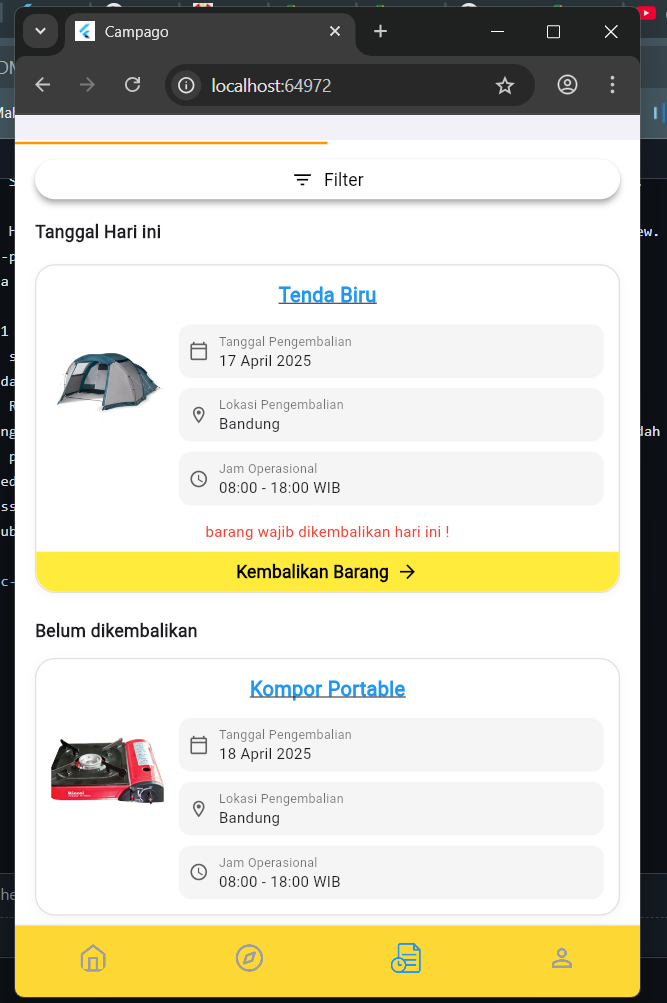 Campago
localhost:64972
Filter
Tanggal Hari ini
Tenda Biru
Tanggal Pengembalian
17 April 2025
Lokasi Pengembalian
Bandung
Jam Operasional
08:00 - 18:00 WIB
barang wajib dikembalikan hari ini !
Kembalikan Barang →
Belum dikembalikan
Kompor Portable
Tanggal Pengembalian
18 April 2025
Lokasi Pengembalian
Bandung
Jam Operasional
08:00 - 18:00 WIB